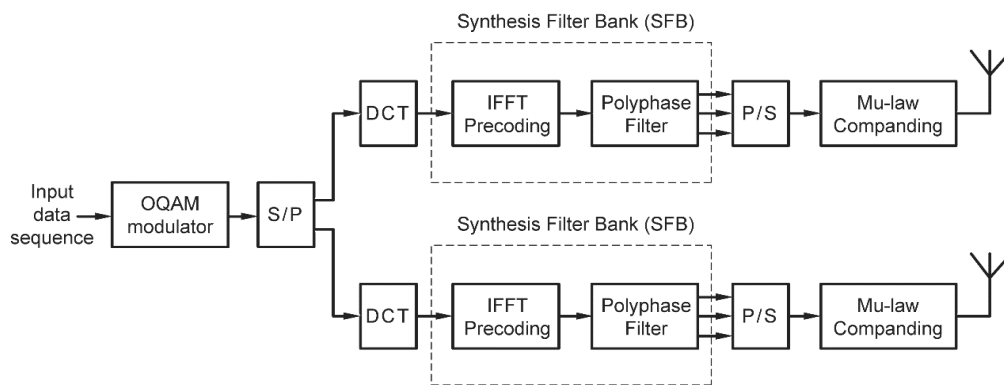 Synthesis Filter Bank (SFB)
DCT
IFFT
Precoding
Polyphase
Filter
P/S
Mu-law
Companding
Input
data
sequence
OQAM
modulator
S/P
Synthesis Filter Bank (SFB)
DCT
IFFT
Precoding
Polyphase
Filter
P/S
Mu-law
Companding